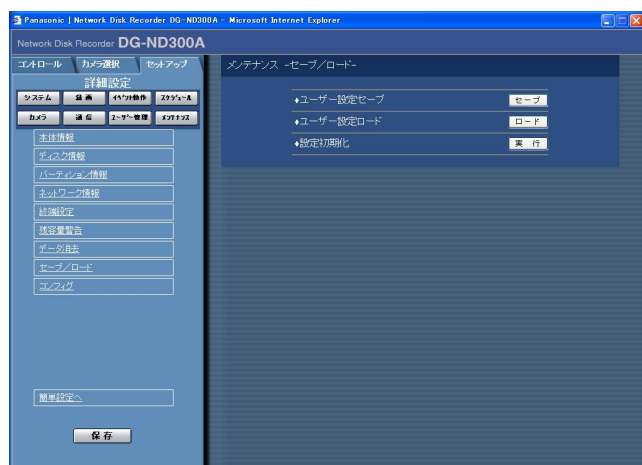 Panasonic | Network Disk Recorder DG-ND300A - Microsoft Internet Explorer
Network Disk Recorder DG-ND300A
コントロール カメラ選択 セットアップ
詳細設定
システム 録画 イベント動作 スケジュール
カメラ 通信 ユーザー管理 メンテナンス
本体情報
ディスク情報
パーティション情報
ネットワーク情報
終端設定
残容量警告
データ消去
セーブ/ロード
コンフィグ
簡単設定へ
保存
メンテナンス -セーブ/ロード-
♦ユーザー設定セーブ セーブ
♦ユーザー設定ロード ロード
♦設定初期化 実 行